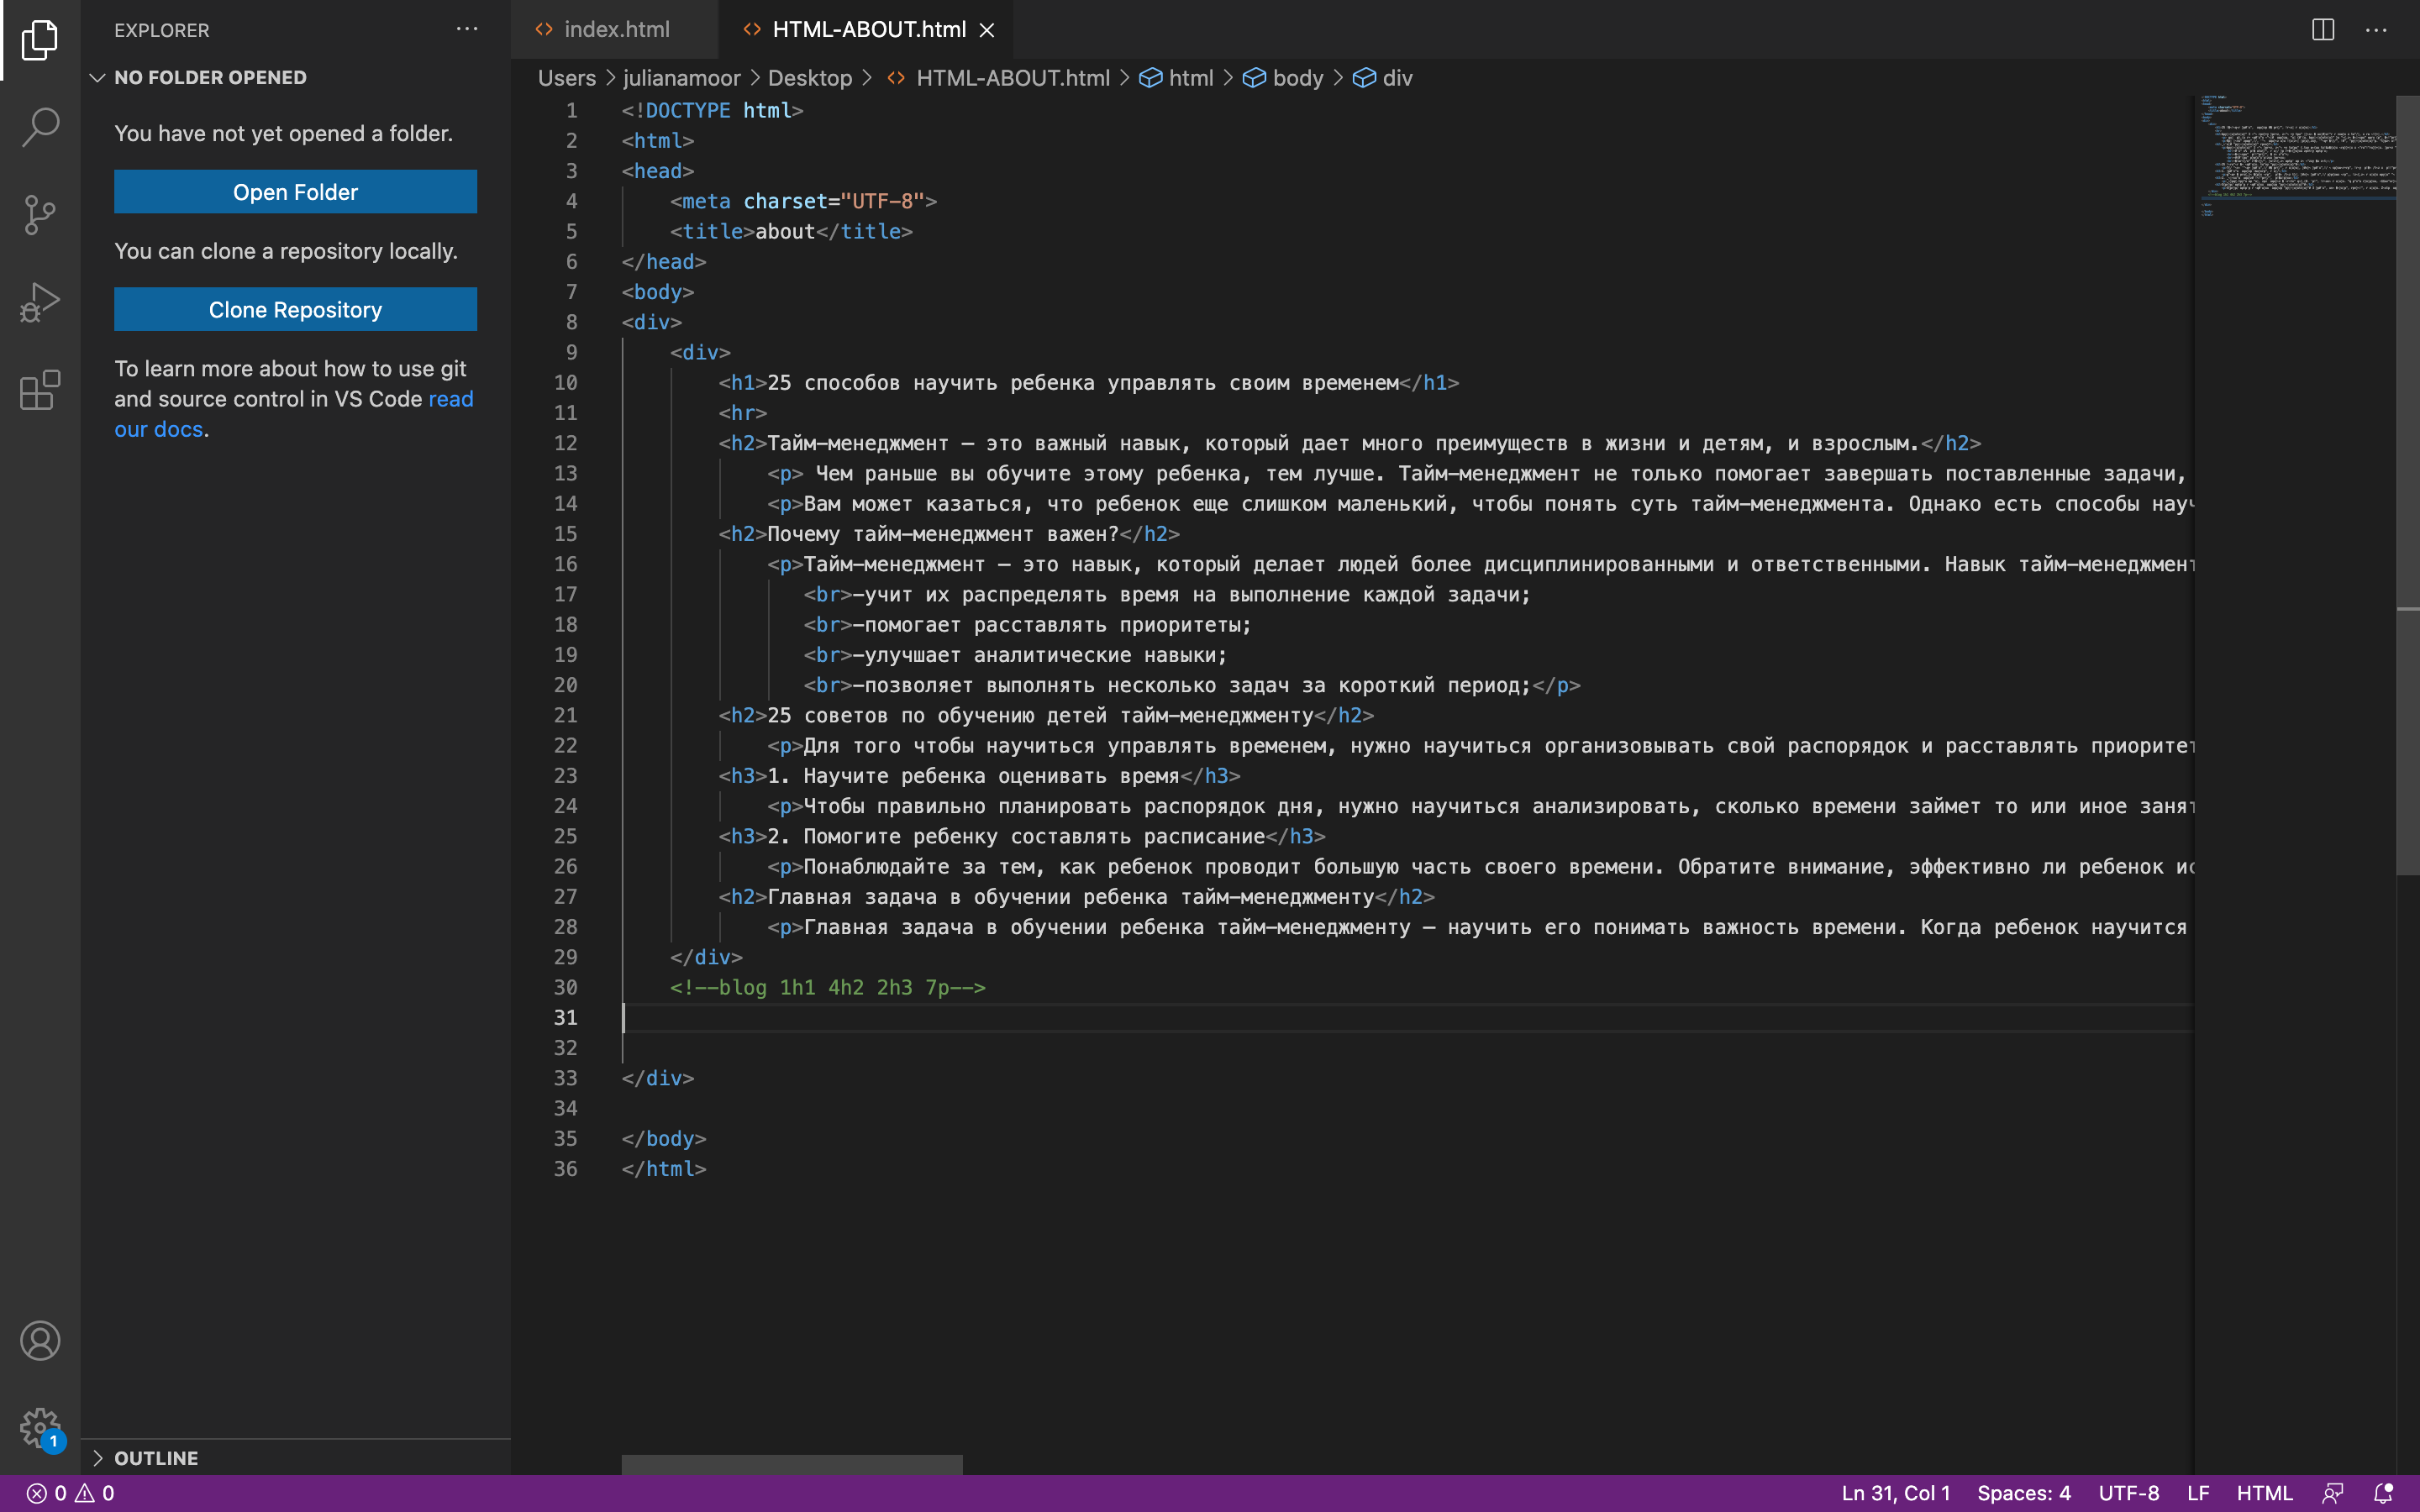 EXPLORER
NO FOLDER OPENED
You have not yet opened a folder.
Open Folder
You can clone a repository locally.
Clone Repository
To learn more about how to use git
and source control in VS Code read
our docs.
OUTLINE
index.html
HTML-ABOUT.html
Users > julianamoor > Desktop > HTML-ABOUT.html > html > body > div
1 <!DOCTYPE html>
2 <html>
3 <head>
4 <meta charset="UTF-8">
5 <title>about</title>
6 </head>
7 <body>
8 <div>
9 <div>
10 <h1>25 способов научить ребенка управлять своим временем</h1>
11 <hr>
12 <h2>Тайм-менеджмент — это важный навык, который дает много преимуществ в жизни и детям, и взрослым.</h2>
13 <p> Чем раньше вы обучите этому ребенка, тем лучше. Тайм-менеджмент не только помогает завершать поставленные задачи,
14 <p>Вам может казаться, что ребенок еще слишком маленький, чтобы понять суть тайм-менеджмента. Однако есть способы науч
15 <h2>Почему тайм-менеджмент важен?</h2>
16 <p>Тайм-менеджмент — это навык, который делает людей более дисциплинированными и ответственными. Навык тайм-менеджмент
17 <br>-учит их распределять время на выполнение каждой задачи;
18 <br>-помогает расставлять приоритеты;
19 <br>-улучшает аналитические навыки;
20 <br>-позволяет выполнять несколько задач за короткий период;</p>
21 <h2>25 советов по обучению детей тайм-менеджменту</h2>
22 <p>Для того чтобы научиться управлять временем, нужно научиться организовывать свой распорядок и расставлять приоритет
23 <h3>1. Научите ребенка оценивать время</h3>
24 <p>Чтобы правильно планировать распорядок дня, нужно научиться анализировать, сколько времени займет то или иное занят
25 <h3>2. Помогите ребенку составлять расписание</h3>
26 <p>Понаблюдайте за тем, как ребенок проводит большую часть своего времени. Обратите внимание, эффективно ли ребенок ис
27 <h2>Главная задача в обучении ребенка тайм-менеджменту</h2>
28 <p>Главная задача в обучении ребенка тайм-менеджменту — научить его понимать важность времени. Когда ребенок научится
29 </div>
30 <!--blog 1h1 4h2 2h3 7p-->
31
32
33 </div>
34
35 </body>
36 </html>
1
0 0
Ln 31, Col 1 Spaces: 4 UTF-8 LF HTML